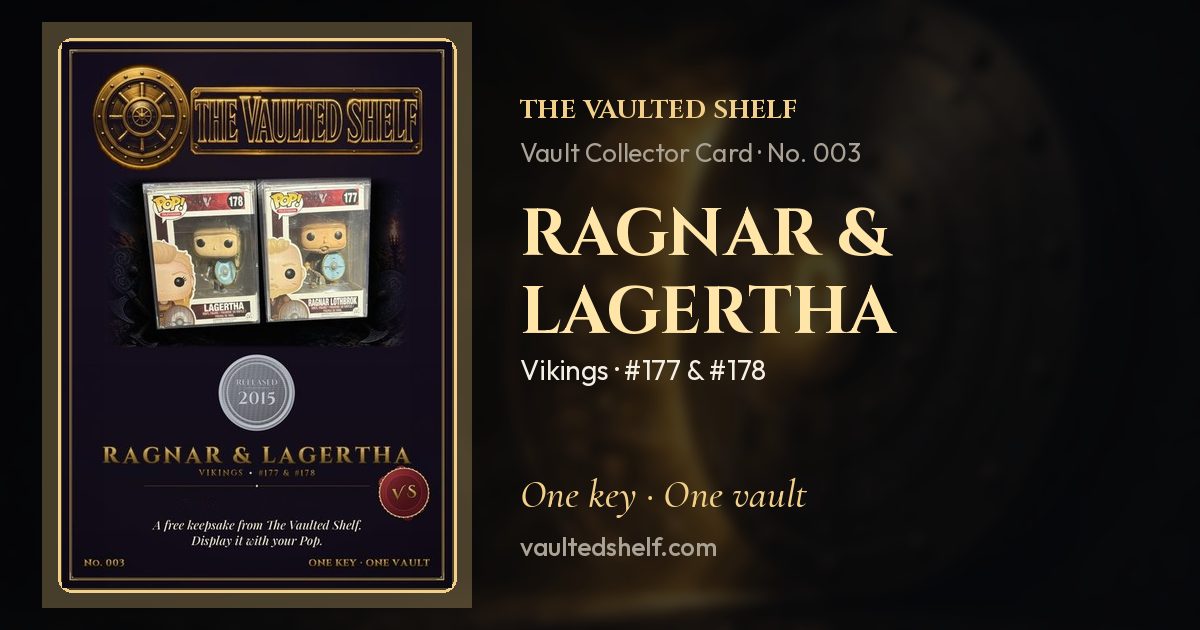 THE VAULTED SHELF
POP!
178
POP!
177
LAGERTHA
RAGNAR LOTHBROK
RELEASED
2015
RAGNAR & LAGERTHA
VIKINGS • #177 & #178
VS
A free keepsake from The Vaulted Shelf.
Display it with your Pop.
No. 003
ONE KEY · ONE VAULT
THE VAULTED SHELF
Vault Collector Card · No. 003
RAGNAR &
LAGERTHA
Vikings · #177 & #178
One key · One vault
vaultedshelf.com